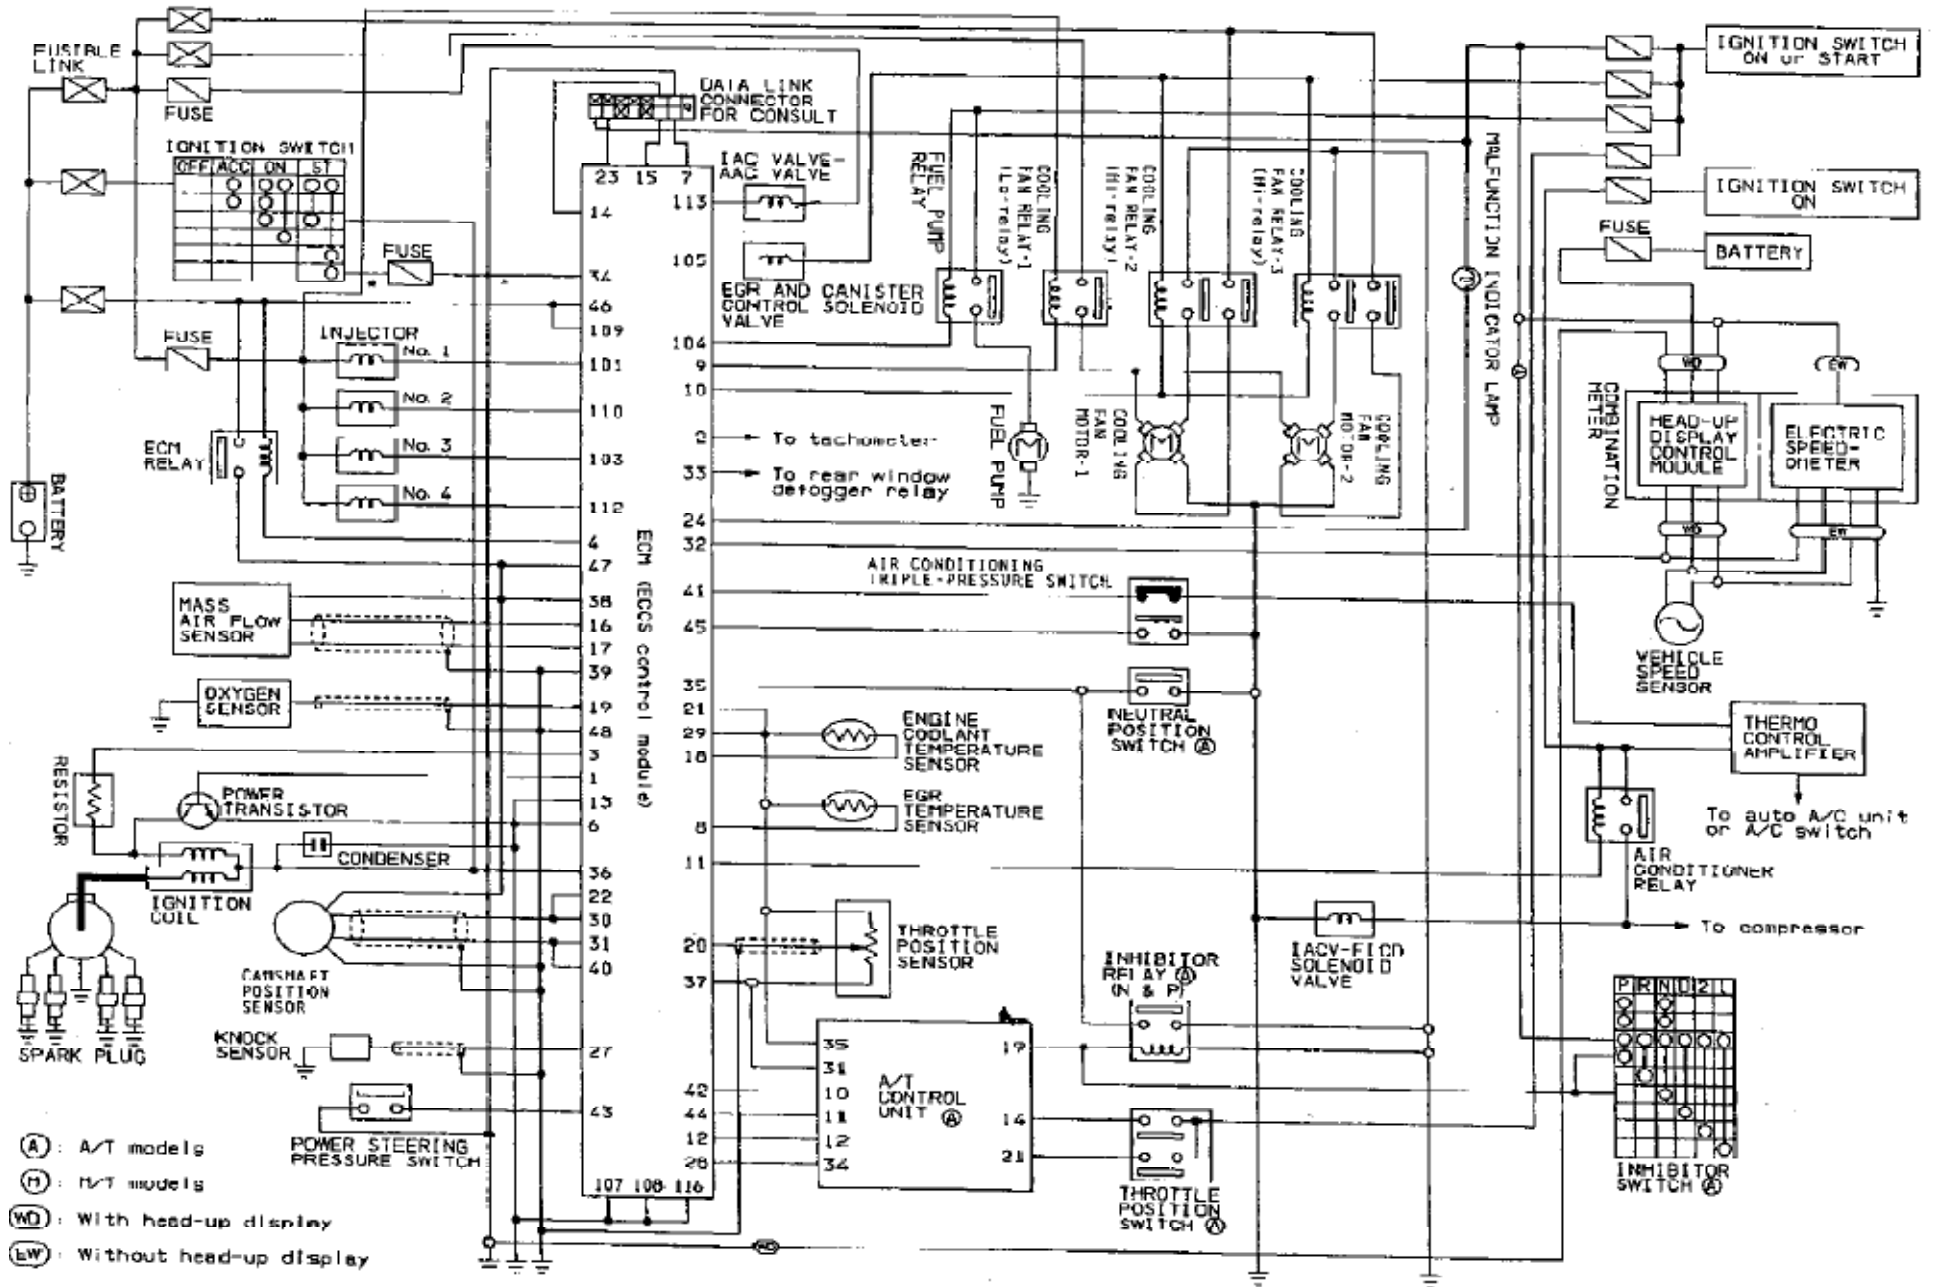 FUSIBLE
LINK
FUSE
IGNITION SWITCH
OFF ACC ON ST
FUSE
FUSE
INJECTOR
No. 1
No. 2
No. 3
No. 4
ECM
RELAY
BATTERY
MASS
AIR FLOW
SENSOR
OXYGEN
SENSOR
RESISTOR
POWER
TRANSISTOR
CONDENSER
IGNITION
COIL
SPARK PLUG
CAMSHAFT
POSITION
SENSOR
KNOCK
SENSOR
POWER STEERING
PRESSURE SWITCH
(A): A/T models
(M): M/T models
(WD): With head-up display
(EW): Without head-up display
DATA LINK
CONNECTOR
FOR CONSULT
23 15 7
14
34
46
109
101
110
103
112
4
47
38
16
17
39
19
48
3
1
13
6
36
22
30
31
40
27
43
107 108 116
ECM (ECCS control module)
113
105
104
9
10
2
33
24
32
41
45
35
21
29
18
8
11
20
37
42
44
12
28
IAC VALVE-
AAC VALVE
EGR AND CANISTER
CONTROL SOLENOID
VALVE
FUEL PUMP
RELAY
COOLING
FAN RELAY-1
(Lo-relay)
COOLING
FAN RELAY-2
(Hi-relay)
COOLING
FAN RELAY-3
(Hi-relay)
MALFUNCTION INDICATOR LAMP
To tachometer
To rear window
defogger relay
FUEL PUMP
M
COOLING
FAN
MOTOR-1
M
M
COOLING
FAN
MOTOR-2
AIR CONDITIONING
TRIPLE-PRESSURE SWITCH
NEUTRAL
POSITION
SWITCH (A)
ENGINE
COOLANT
TEMPERATURE
SENSOR
EGR
TEMPERATURE
SENSOR
THROTTLE
POSITION
SENSOR
INHIBITOR
RELAY (A)
(N & P)
IACV-FICD
SOLENOID
VALVE
35
31
10
11
12
34
A/T
CONTROL
UNIT (A)
17
14
21
THROTTLE
POSITION
SWITCH (A)
WD
IGNITION SWITCH
ON or START
IGNITION SWITCH
ON
FUSE
BATTERY
WD
EW
COMBINATION
METER
HEAD-UP
DISPLAY
CONTROL
MODULE
ELECTRIC
SPEED-
OMETER
WD
EW
VEHICLE
SPEED
SENSOR
THERMO
CONTROL
AMPLIFIER
To auto A/C unit
or A/C switch
AIR
CONDITIONER
RELAY
To compressor
P R N D 2 L
INHIBITOR
SWITCH (A)